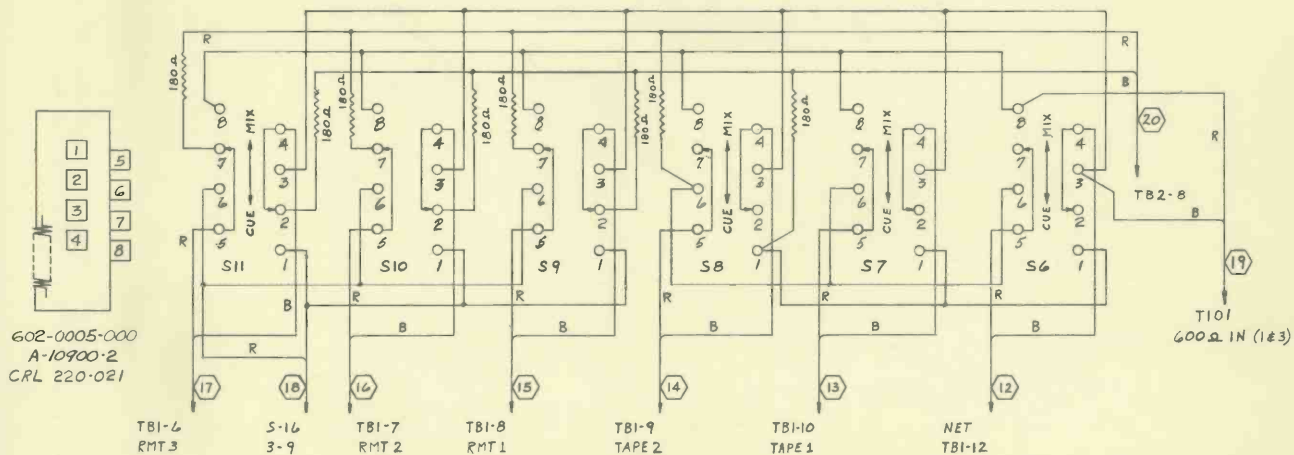 R
R
B
180Ω
180Ω
180Ω
180Ω
180Ω
180Ω
180Ω
180Ω
180Ω
1
2
3
4
5
6
7
8
602-0005-000
A-10900-2
CRL 220-021
8
7
6
5
MIX
CUE
4
3
2
1
S11
R
B
R
8
7
6
5
4
3
2
1
S10
R
B
8
7
6
5
4
3
2
1
S9
R
B
8
7
6
5
MIX
CUE
4
3
2
1
S8
R
B
8
7
6
5
MIX
CUE
4
3
2
1
S7
R
B
8
7
6
5
MIX
CUE
4
3
2
1
S6
R
B
R
B
20
TB2-8
19
T101
600Ω IN (1&3)
17
18
16
15
14
13
12
TB1-6
RMT 3
S-16
3-9
TB1-7
RMT 2
TB1-8
RMT 1
TB1-9
TAPE 2
TB1-10
TAPE 1
NET
TB1-12